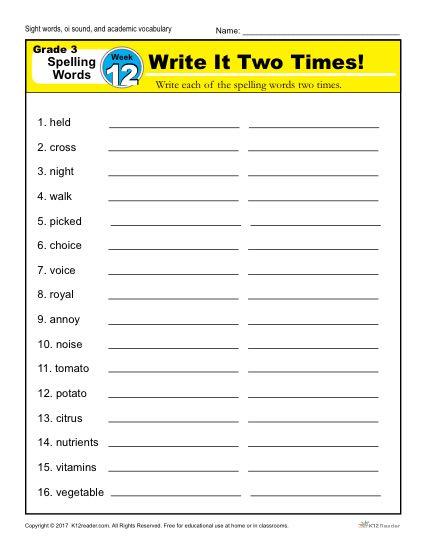 Sight words, oi sound, and academic vocabulary
Name:
Grade 3
Spelling
Words
Week
12
Write It Two Times!
Write each of the spelling words two times.
1. held
2. cross
3. night
4. walk
5. picked
6. choice
7. voice
8. royal
9. annoy
10. noise
11. tomato
12. potato
13. citrus
14. nutrients
15. vitamins
16. vegetable
Copyright © 2017 K12reader.com. All Rights Reserved. Free for educational use at home or in classrooms.
K12Reader